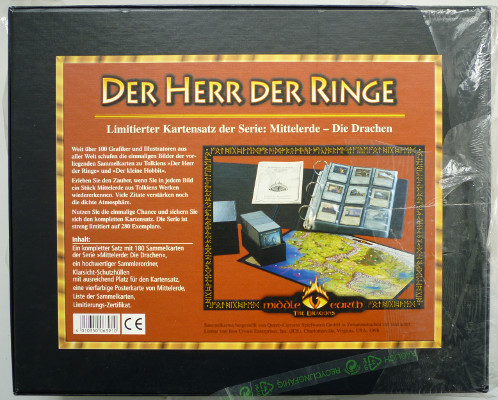 DER HERR DER RINGE
Limitierter Kartensatz der Serie: Mittelerde – Die Drachen
Weit über 100 Grafiker und Illustratoren aus
aller Welt schufen die einmaligen Bilder der vor-
liegenden Sammelkarten zu Tolkiens »Der Herr
der Ringe« und »Der kleine Hobbit«.
Erleben Sie den Zauber, wenn Sie in jedem Bild
ein Stück Mittelerde aus Tolkiens Werken
wiedererkennen. Viele Zitate verstärken noch
die dichte Atmosphäre.
Nutzen Sie die einmalige Chance und sichern Sie
sich den kompletten Kartensatz. Die Serie ist
streng limitiert auf 280 Exemplare.
Inhalt:
Ein kompletter Satz mit 180 Sammelkarten
der Serie »Mittelerde: Die Drachen«,
ein hochwertiger Sammelordner,
Klarsicht-Schutzhüllen
mit ausreichend Platz für den Kartensatz,
eine vierfarbige Posterkarte von Mittelerde,
Liste der Sammelkarten,
Limitierungs-Zertifikat.
CE
middle earth
THE DRAGONS